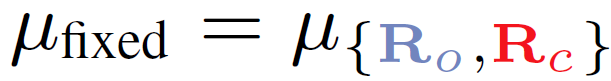 μ_fixed = μ_{R_o,R_c}